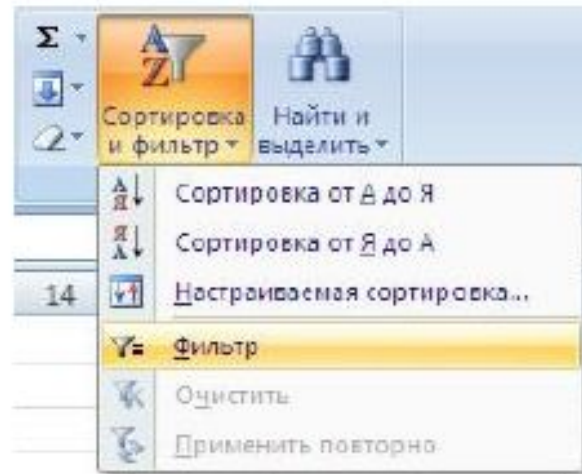 Σ
Сортировка
и фильтр
Найти и
выделить
Сортировка от А до Я
Сортировка от Я до А
14
Настраиваемая сортировка...
Фильтр
Очистить
Применить повторно